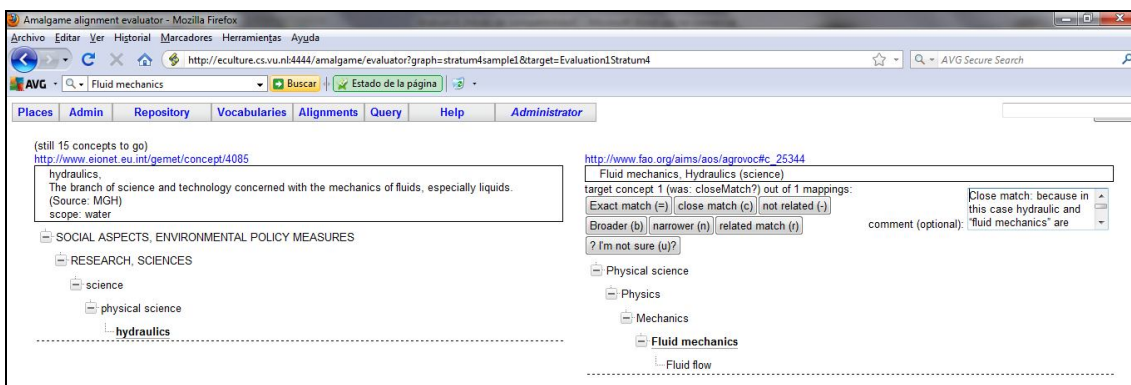 Amalgame alignment evaluator - Mozilla Firefox
Archivo Editar Ver Historial Marcadores Herramientas Ayuda
http://eculture.cs.vu.nl:4444/amalgame/evaluator?graph=stratum4sample1&target=Evaluation1Stratum4
AVG Secure Search
AVG Fluid mechanics Buscar Estado de la página
Places Admin Repository Vocabularies Alignments Query Help Administrator
(still 15 concepts to go)
http://www.eionet.eu.int/gemet/concept/4085
hydraulics,
The branch of science and technology concerned with the mechanics of fluids, especially liquids.
(Source: MGH)
scope: water
SOCIAL ASPECTS, ENVIRONMENTAL POLICY MEASURES
RESEARCH, SCIENCES
science
physical science
hydraulics
http://www.fao.org/aims/aos/agrovoc#c_25344
Fluid mechanics, Hydraulics (science)
target concept 1 (was: closeMatch?) out of 1 mappings:
Exact match (=) close match (c) not related (-)
Broader (b) narrower (n) related match (r)
? I'm not sure (u)?
comment (optional):
Close match: because in
this case hydraulic and
"fluid mechanics" are
Physical science
Physics
Mechanics
Fluid mechanics
Fluid flow